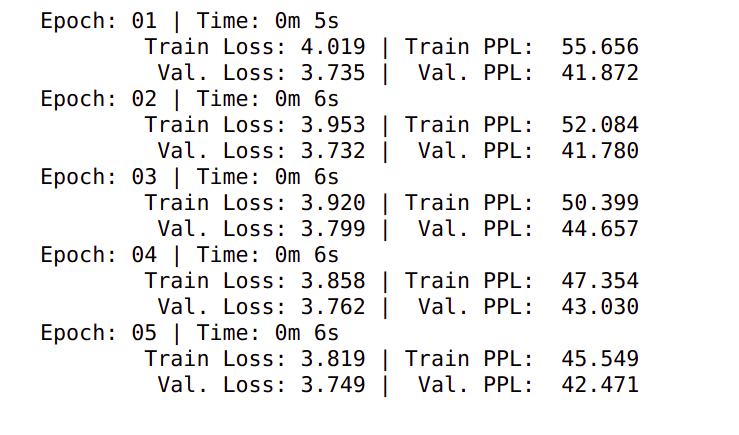 Epoch: 01 | Time: 0m 5s
Train Loss: 4.019 | Train PPL: 55.656
Val. Loss: 3.735 | Val. PPL: 41.872
Epoch: 02 | Time: 0m 6s
Train Loss: 3.953 | Train PPL: 52.084
Val. Loss: 3.732 | Val. PPL: 41.780
Epoch: 03 | Time: 0m 6s
Train Loss: 3.920 | Train PPL: 50.399
Val. Loss: 3.799 | Val. PPL: 44.657
Epoch: 04 | Time: 0m 6s
Train Loss: 3.858 | Train PPL: 47.354
Val. Loss: 3.762 | Val. PPL: 43.030
Epoch: 05 | Time: 0m 6s
Train Loss: 3.819 | Train PPL: 45.549
Val. Loss: 3.749 | Val. PPL: 42.471